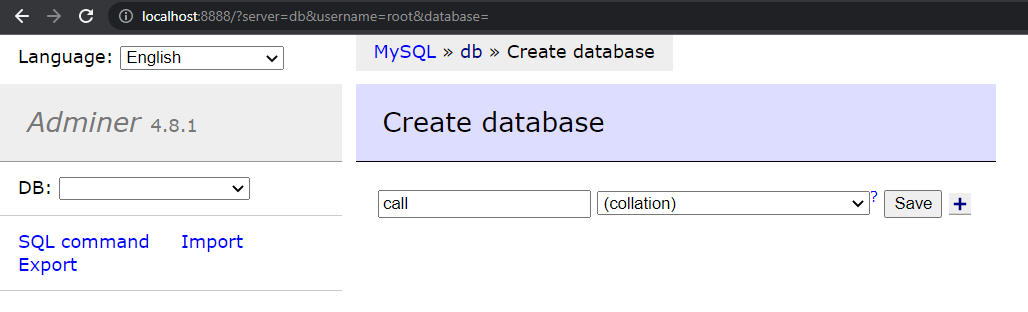 localhost:8888/?server=db&username=root&database=
Language: English
MySQL » db » Create database
Adminer 4.8.1
Create database
DB:
call (collation) ? Save +
SQL command Import
Export